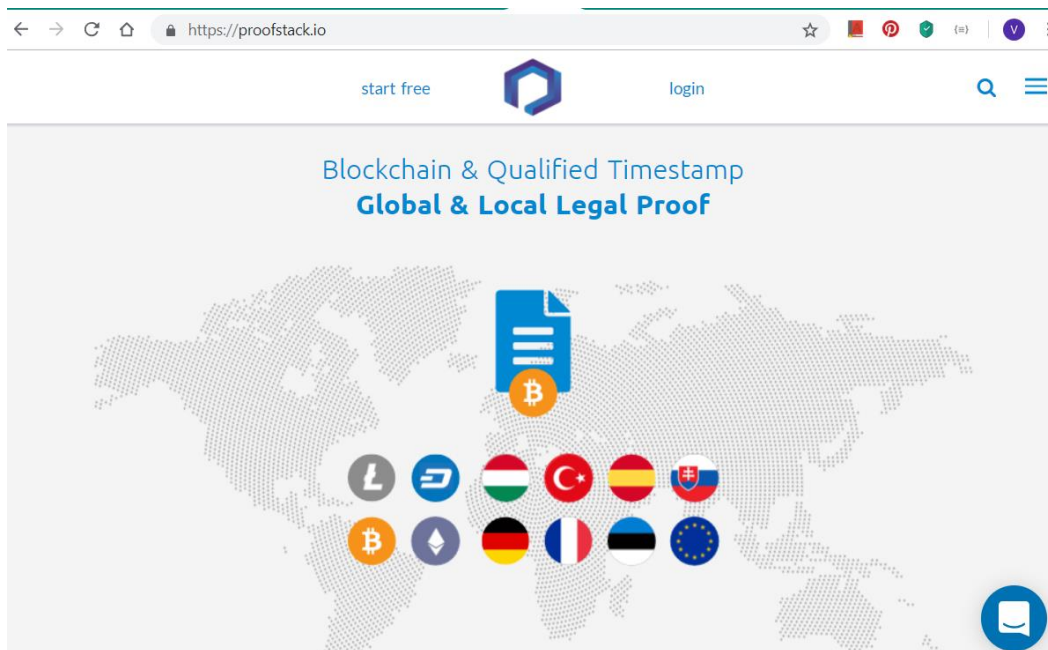 https://proofstack.io
{≡}
V
start free
login
Blockchain & Qualified Timestamp
Global & Local Legal Proof